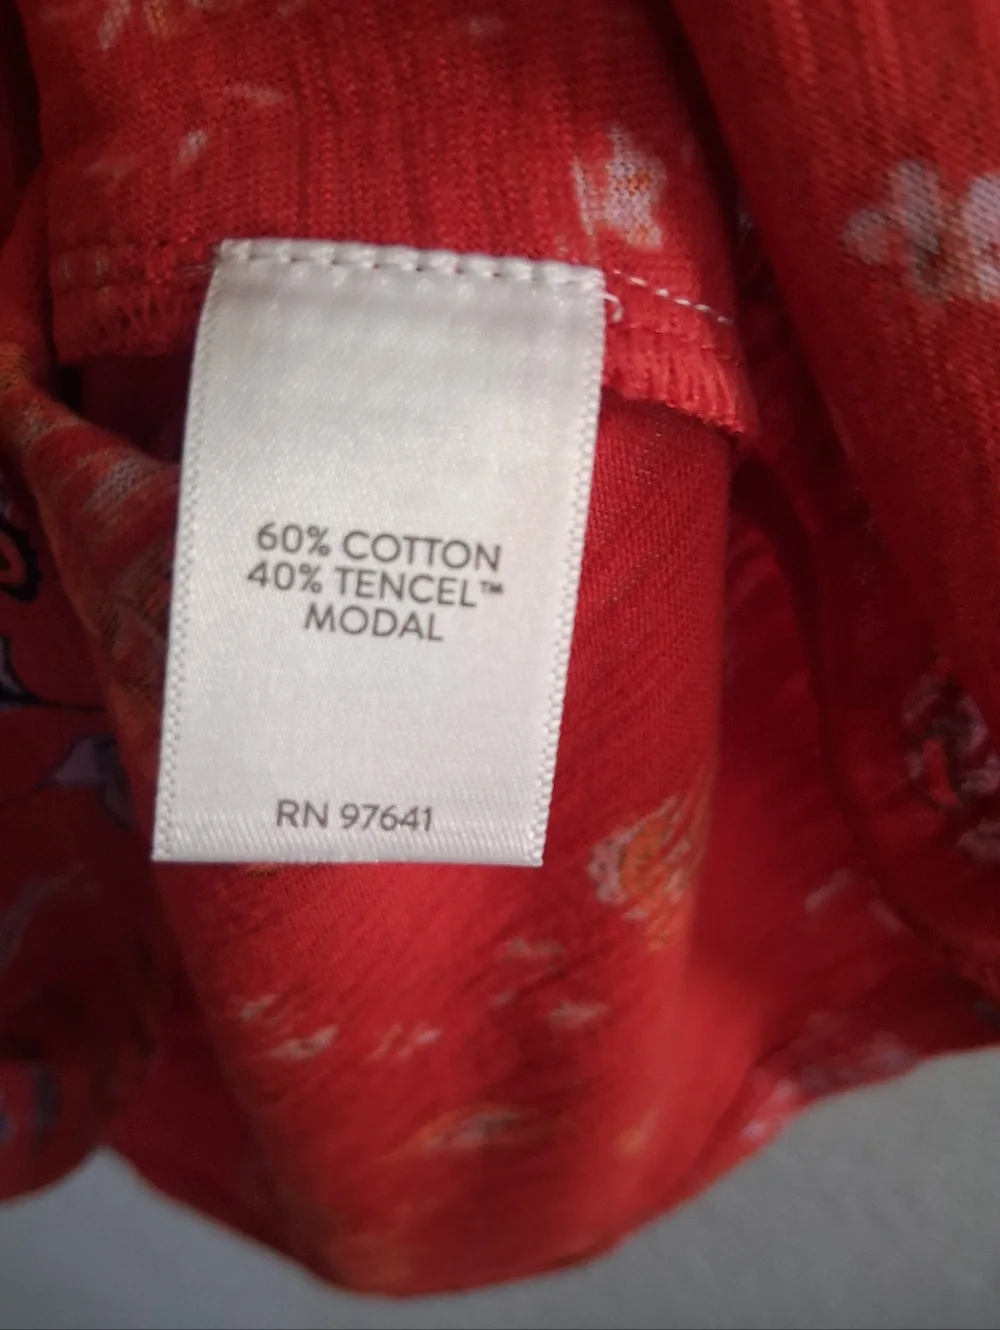 60% COTTON
40% TENCEL™
MODAL
RN 97641